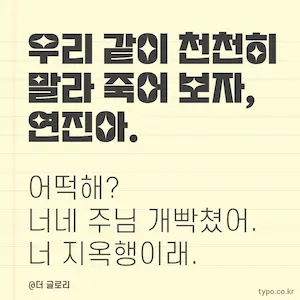 우리 같이 천천히
말라 죽어 보자,
연진아.
어떡해?
너네 주님 개빡쳤어.
너 지옥행이래.
@더 글로리
typo.co.kr